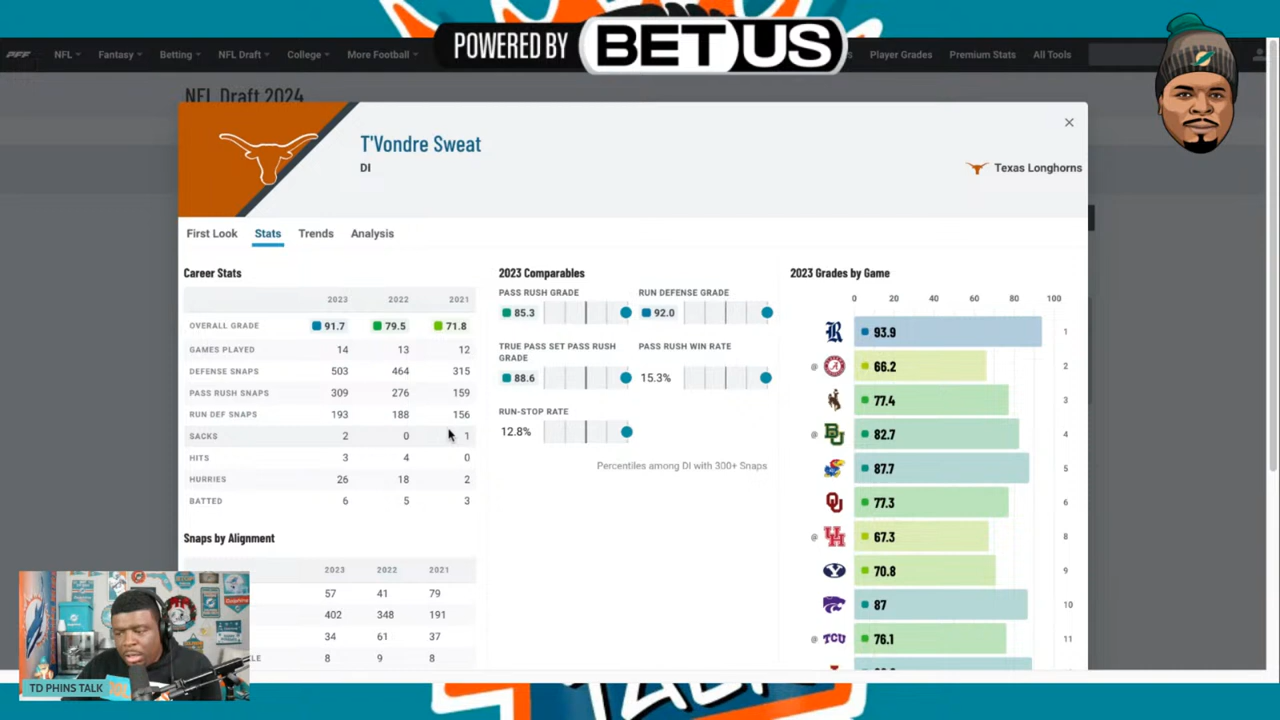 POWERED BY BETUS
PFF NFL Fantasy Betting NFL Draft College More Football Player Grades Premium Stats All Tools
NFL Draft 2024
T'Vondre Sweat
DI
Texas Longhorns
First Look Stats Trends Analysis
Career Stats
2023 2022 2021
OVERALL GRADE 91.7 79.5 71.8
GAMES PLAYED 14 13 12
DEFENSE SNAPS 503 464 315
PASS RUSH SNAPS 309 276 159
RUN DEF SNAPS 193 188 156
SACKS 2 0 1
HITS 3 4 0
HURRIES 26 18 2
BATTED 6 5 3
Snaps by Alignment
2023 2022 2021
57 41 79
402 348 191
34 61 37
LE 8 9 8
2023 Comparables
PASS RUSH GRADE RUN DEFENSE GRADE
85.3 92.0
TRUE PASS SET PASS RUSH GRADE PASS RUSH WIN RATE
88.6 15.3%
RUN-STOP RATE
12.8%
Percentiles among DI with 300+ Snaps
2023 Grades by Game
0 20 40 60 80 100
R 93.9 1
@ 66.2 2
77.4 3
@ BU 82.7 4
87.7 5
OU 77.3 6
@ UH 67.3 8
Y 70.8 9
87 10
@ TCU 76.1 11
TD PHINS TALK
TALK